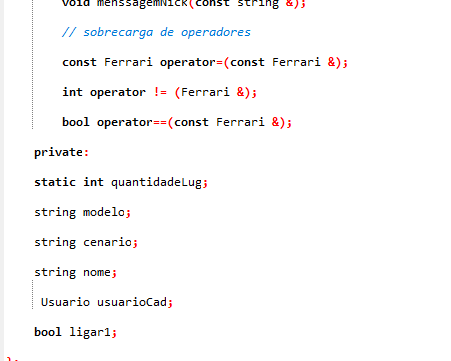 void menssagemNick(const string &);
// sobrecarga de operadores
const Ferrari operator=(const Ferrari &);
int operator != (Ferrari &);
bool operator==(const Ferrari &);
private:
static int quantidadeLug;
string modelo;
string cenario;
string nome;
Usuario usuarioCad;
bool ligar1;
};